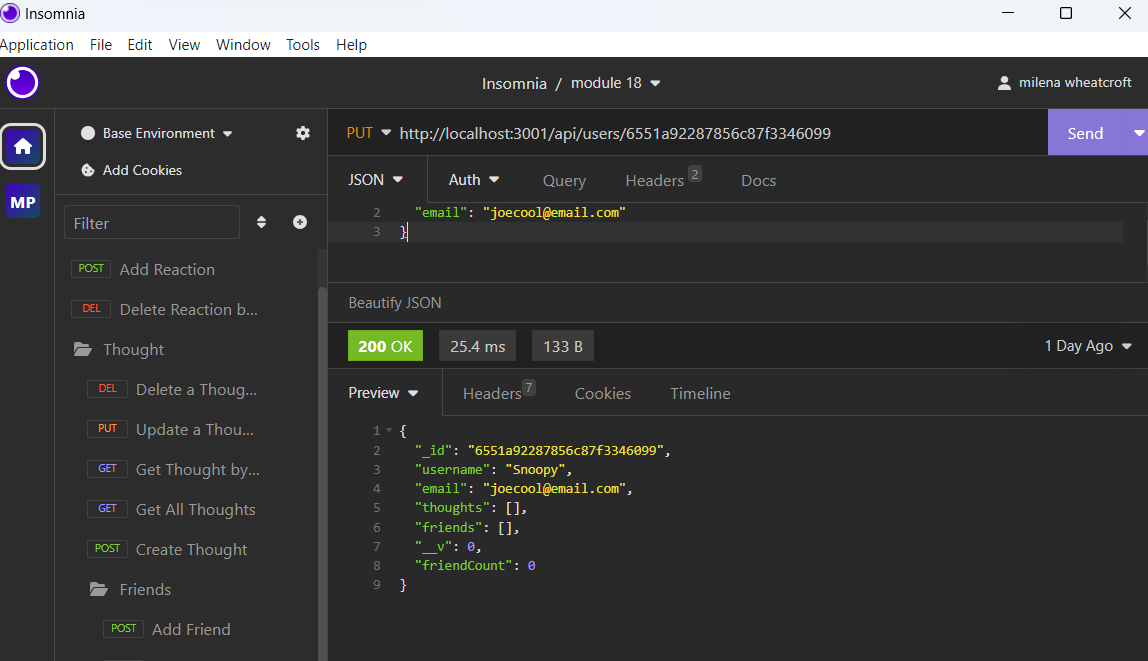 Insomnia
Application File Edit View Window Tools Help
Insomnia / module 18
milena wheatcroft
MP
Base Environment
Add Cookies
Filter
POST Add Reaction
DEL Delete Reaction b...
Thought
DEL Delete a Thoug...
PUT Update a Thou...
GET Get Thought by...
GET Get All Thoughts
POST Create Thought
Friends
POST Add Friend
PUT http://localhost:3001/api/users/6551a92287856c87f3346099 Send
JSON Auth Query Headers 2 Docs
2 "email": "joecool@email.com"
3 }
Beautify JSON
200 OK 25.4 ms 133 B 1 Day Ago
Preview Headers 7 Cookies Timeline
1 {
2 "_id": "6551a92287856c87f3346099",
3 "username": "Snoopy",
4 "email": "joecool@email.com",
5 "thoughts": [],
6 "friends": [],
7 "__v": 0,
8 "friendCount": 0
9 }